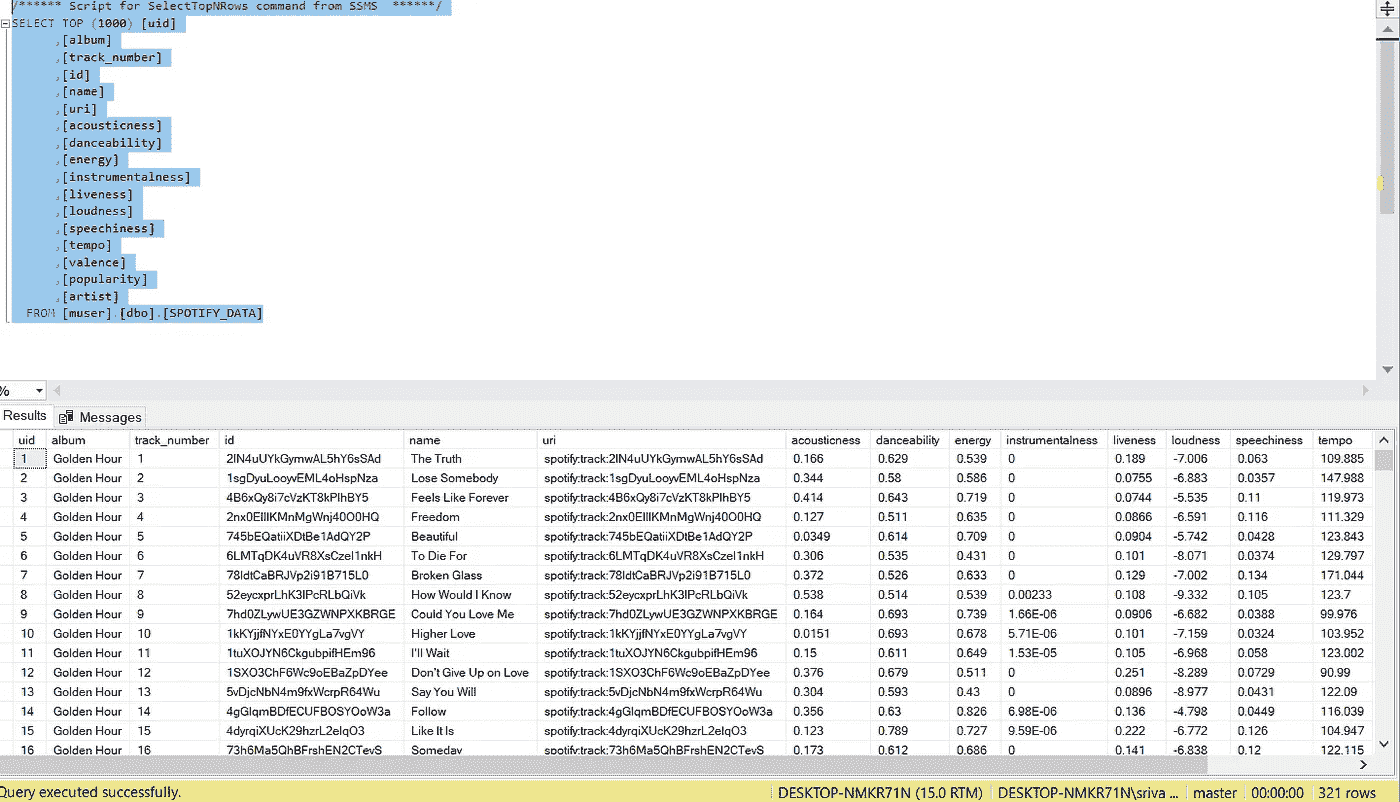 /****** Script for SelectTopNRows command from SSMS ******/
SELECT TOP (1000) [uid]
,[album]
,[track_number]
,[id]
,[name]
,[uri]
,[acousticness]
,[danceability]
,[energy]
,[instrumentalness]
,[liveness]
,[loudness]
,[speechiness]
,[tempo]
,[valence]
,[popularity]
,[artist]
FROM [muser].[dbo].[SPOTIFY_DATA]
%
Results Messages
uid album track_number id name uri acousticness danceability energy instrumentalness liveness loudness speechiness tempo
1 Golden Hour 1 2IN4uUYkGymwAL5hY6sSAd The Truth spotify:track:2IN4uUYkGymwAL5hY6sSAd 0.166 0.629 0.539 0 0.189 -7.006 0.063 109.885
2 Golden Hour 2 1sgDyuLooyvEML4oHspNza Lose Somebody spotify:track:1sgDyuLooyvEML4oHspNza 0.344 0.58 0.586 0 0.0755 -6.883 0.0357 147.988
3 Golden Hour 3 4B6xQy8i7cVzKT8kPlhBY5 Feels Like Forever spotify:track:4B6xQy8i7cVzKT8kPlhBY5 0.414 0.643 0.719 0 0.0744 -5.535 0.11 119.973
4 Golden Hour 4 2nx0EIIlKMnMgWnj40O0HQ Freedom spotify:track:2nx0EIIlKMnMgWnj40O0HQ 0.127 0.511 0.635 0 0.0866 -6.591 0.116 111.329
5 Golden Hour 5 745bEQatiiXDtBe1AdQY2P Beautiful spotify:track:745bEQatiiXDtBe1AdQY2P 0.0349 0.614 0.709 0 0.0904 -5.742 0.0428 123.843
6 Golden Hour 6 6LMTqDK4uVR8XsCzeI1nkH To Die For spotify:track:6LMTqDK4uVR8XsCzeI1nkH 0.306 0.535 0.431 0 0.101 -8.071 0.0374 129.797
7 Golden Hour 7 78ldtCaBRJVp2i91B715L0 Broken Glass spotify:track:78ldtCaBRJVp2i91B715L0 0.372 0.526 0.633 0 0.129 -7.002 0.134 171.044
8 Golden Hour 8 52eycxprLhK3lPcRLbQiVk How Would I Know spotify:track:52eycxprLhK3lPcRLbQiVk 0.538 0.514 0.539 0.00233 0.108 -9.332 0.105 123.7
9 Golden Hour 9 7hd0ZLywUE3GZWNPXKBRGE Could You Love Me spotify:track:7hd0ZLywUE3GZWNPXKBRGE 0.164 0.693 0.739 1.66E-06 0.0906 -6.682 0.0388 99.976
10 Golden Hour 10 1kKYjjfNYxE0YYgLa7vgVY Higher Love spotify:track:1kKYjjfNYxE0YYgLa7vgVY 0.0151 0.693 0.678 5.71E-06 0.101 -7.159 0.0324 103.952
11 Golden Hour 11 1tuXOJYN6CkgubpifHEm96 I'll Wait spotify:track:1tuXOJYN6CkgubpifHEm96 0.15 0.611 0.649 1.53E-05 0.105 -6.968 0.058 123.002
12 Golden Hour 12 1SXO3ChF6Wc9oEBaZpDYee Don't Give Up on Love spotify:track:1SXO3ChF6Wc9oEBaZpDYee 0.376 0.679 0.511 0 0.251 -8.289 0.0729 90.99
13 Golden Hour 13 5vDjcNbN4m9fxWcrpR64Wu Say You Will spotify:track:5vDjcNbN4m9fxWcrpR64Wu 0.304 0.593 0.43 0 0.0896 -8.977 0.0431 122.09
14 Golden Hour 14 4gGlqmBDfECUFBOSYOoW3a Follow spotify:track:4gGlqmBDfECUFBOSYOoW3a 0.356 0.63 0.826 6.98E-06 0.136 -4.798 0.0449 116.039
15 Golden Hour 15 4dyrqiXUcK29hzrL2elqO3 Like It Is spotify:track:4dyrqiXUcK29hzrL2elqO3 0.123 0.789 0.727 9.59E-06 0.222 -6.772 0.126 104.947
16 Golden Hour 16 73h6Ma5QhBFrshEN2CTevS Someday spotify:track:73h6Ma5QhBFrshEN2CTevS 0.173 0.612 0.686 0 0.141 -6.838 0.12 122.115
Query executed successfully. DESKTOP-NMKR71N (15.0 RTM) DESKTOP-NMKR71N\sriva ... master 00:00:00 321 rows